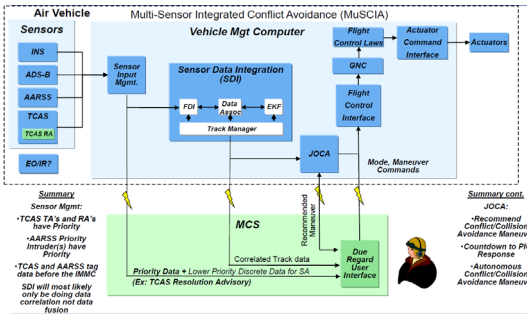 Air Vehicle
Multi-Sensor Integrated Conflict Avoidance (MuSCIA)
Sensors
INS
ADS-B
AARSS
TCAS
TCAS RA
EO/IR?
Vehicle Mgt Computer
Sensor
Input
Mgmt.
Sensor Data Integration
(SDI)
FDI
Data
Assoc
EKF
Track Manager
JOCA
Flight
Control Laws
GNC
Flight
Control
Interface
Actuator
Command
Interface
Actuators
Mode, Maneuver
Commands
Summary
Sensor Mgmt:
•TCAS TA's and RA's
have Priority
•AARSS Priority
Intruder(s) have
Priority
•TCAS and AARSS tag
data before the IMMC
SDI will most likely
only be doing data
correlation not data
fusion
MCS
Recommended
Maneuver
Correlated Track data
Priority Data + Lower Priority Discrete Data for SA
(Ex: TCAS Resolution Advisory)
Due
Regard
User
Interface
Summary cont.
JOCA:
•Recommend
Conflict/Collision
Avoidance Maneuv
•Countdown to Pil
Response
•Autonomous
Conflict/Collision
Avoidance Maneuv